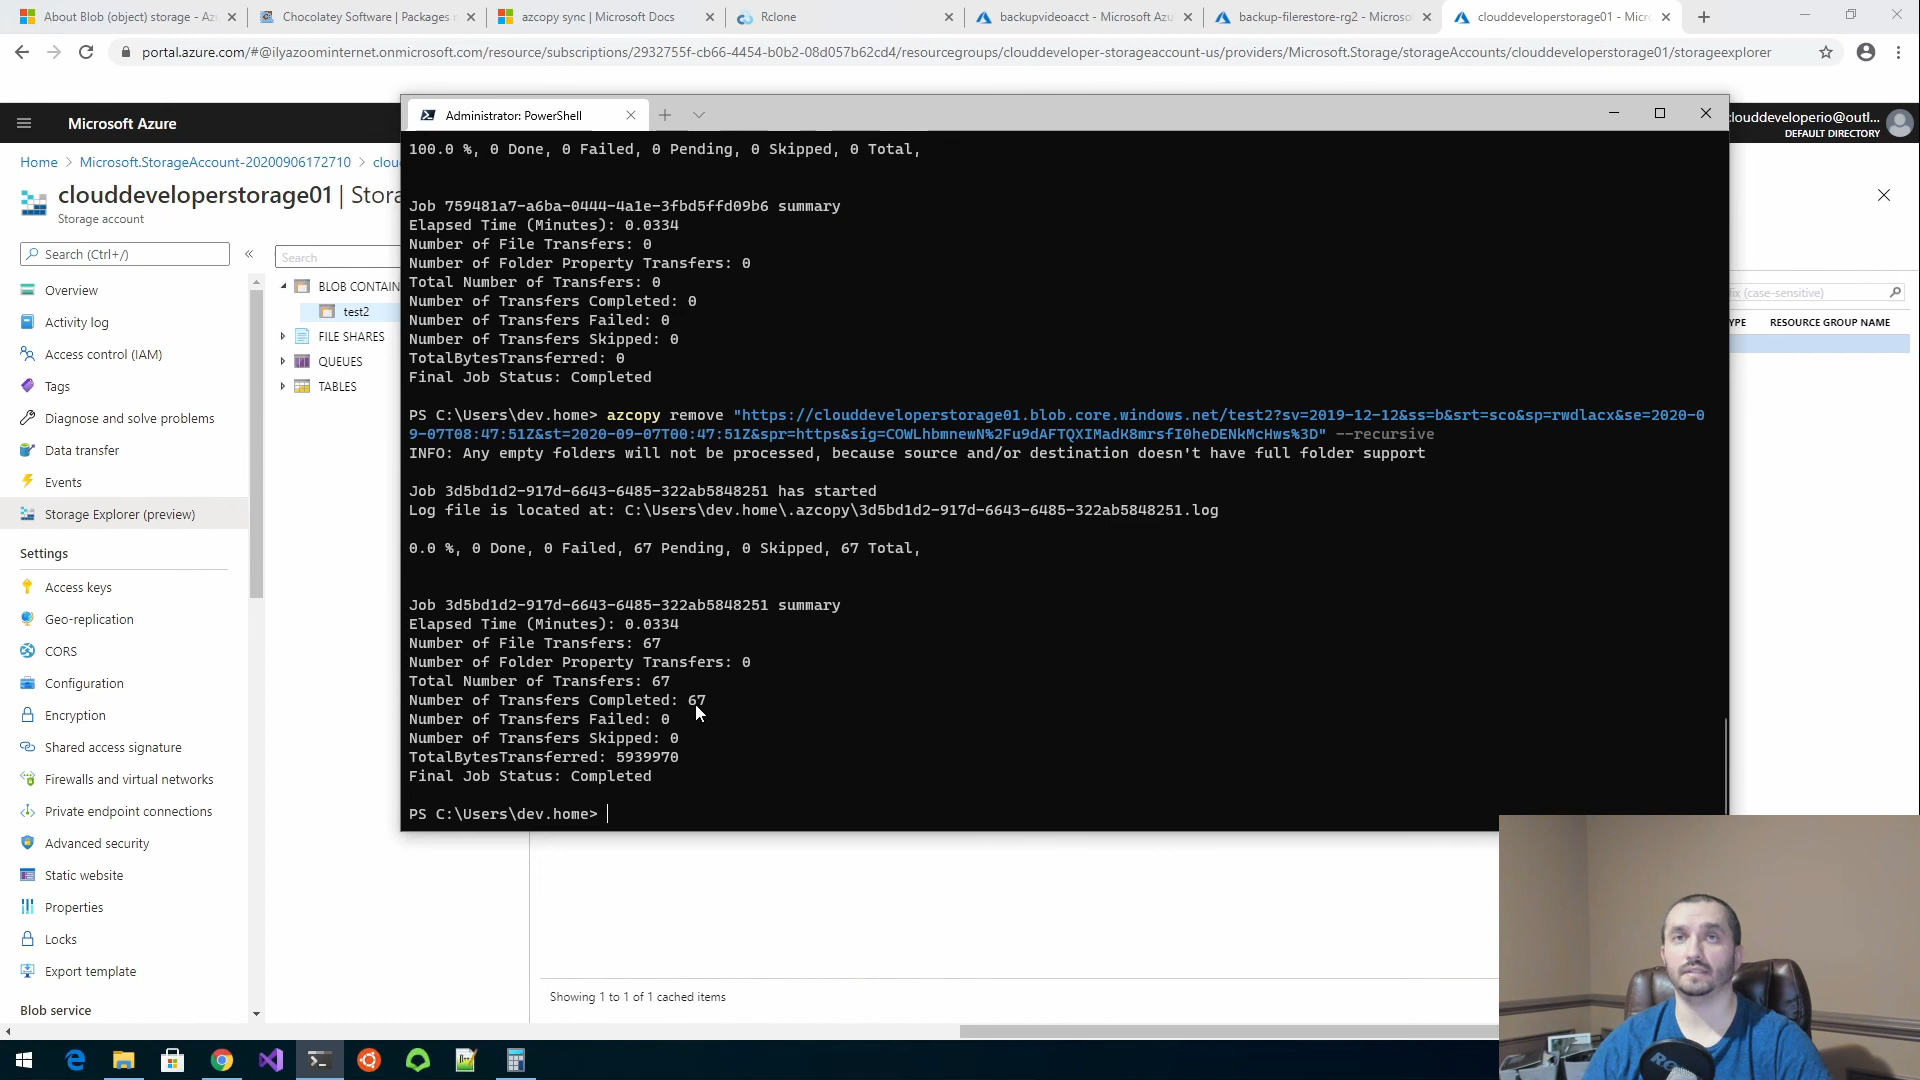 About Blob (object) storage - Az
Chocolatey Software | Packages
azcopy sync | Microsoft Docs
Rclone
backupvideoacct - Microsoft Azu
backup-filerestore-rg2 - Microso
clouddeveloperstorage01 - Micr
portal.azure.com/#@ilyazoominternet.onmicrosoft.com/resource/subscriptions/2932755f-cb66-4454-b0b2-08d057b62cd4/resourcegroups/clouddeveloper-storageaccount-us/providers/Microsoft.Storage/storageAccounts/clouddeveloperstorage01/storageexplorer
Microsoft Azure
clouddeveloperio@outl...
DEFAULT DIRECTORY
Home > Microsoft.StorageAccount-20200906172710 > clou
clouddeveloperstorage01 | Stora
Storage account
Search (Ctrl+/)
«
Overview
Activity log
Access control (IAM)
Tags
Diagnose and solve problems
Data transfer
Events
Storage Explorer (preview)
Settings
Access keys
Geo-replication
CORS
Configuration
Encryption
Shared access signature
Firewalls and virtual networks
Private endpoint connections
Advanced security
Static website
Properties
Locks
Export template
Blob service
Search
BLOB CONTAIN
test2
FILE SHARES
QUEUES
TABLES
Administrator: PowerShell
100.0 %, 0 Done, 0 Failed, 0 Pending, 0 Skipped, 0 Total,
Job 759481a7-a6ba-0444-4a1e-3fbd5ffd09b6 summary
Elapsed Time (Minutes): 0.0334
Number of File Transfers: 0
Number of Folder Property Transfers: 0
Total Number of Transfers: 0
Number of Transfers Completed: 0
Number of Transfers Failed: 0
Number of Transfers Skipped: 0
TotalBytesTransferred: 0
Final Job Status: Completed
PS C:\Users\dev.home> azcopy remove "https://clouddeveloperstorage01.blob.core.windows.net/test2?sv=2019-12-12&ss=b&srt=sco&sp=rwdlacx&se=2020-0
9-07T08:47:51Z&st=2020-09-07T00:47:51Z&spr=https&sig=COWLhbmnewN%2Fu9dAFTQXIMadK8mrsfI0heDENkMcHws%3D" --recursive
INFO: Any empty folders will not be processed, because source and/or destination doesn't have full folder support
Job 3d5bd1d2-917d-6643-6485-322ab5848251 has started
Log file is located at: C:\Users\dev.home\.azcopy\3d5bd1d2-917d-6643-6485-322ab5848251.log
0.0 %, 0 Done, 0 Failed, 67 Pending, 0 Skipped, 67 Total,
Job 3d5bd1d2-917d-6643-6485-322ab5848251 summary
Elapsed Time (Minutes): 0.0334
Number of File Transfers: 67
Number of Folder Property Transfers: 0
Total Number of Transfers: 67
Number of Transfers Completed: 67
Number of Transfers Failed: 0
Number of Transfers Skipped: 0
TotalBytesTransferred: 5939970
Final Job Status: Completed
PS C:\Users\dev.home>
fix (case-sensitive)
YPE
RESOURCE GROUP NAME
Showing 1 to 1 of 1 cached items